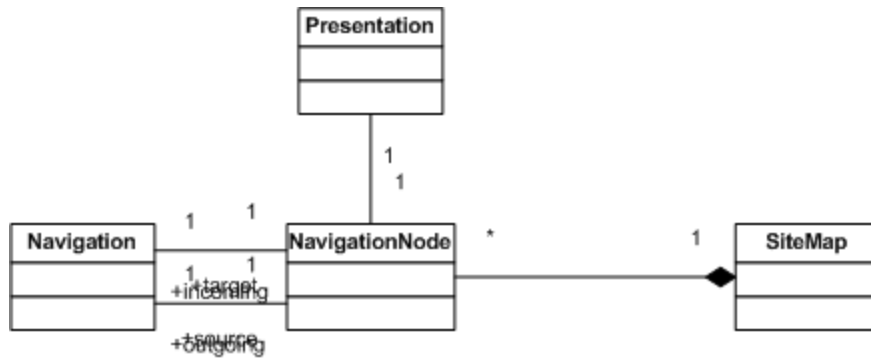 Presentation
1
1
1 1
Navigation NavigationNode * 1 SiteMap
1 1
+target
+incoming
+source
+outgoing